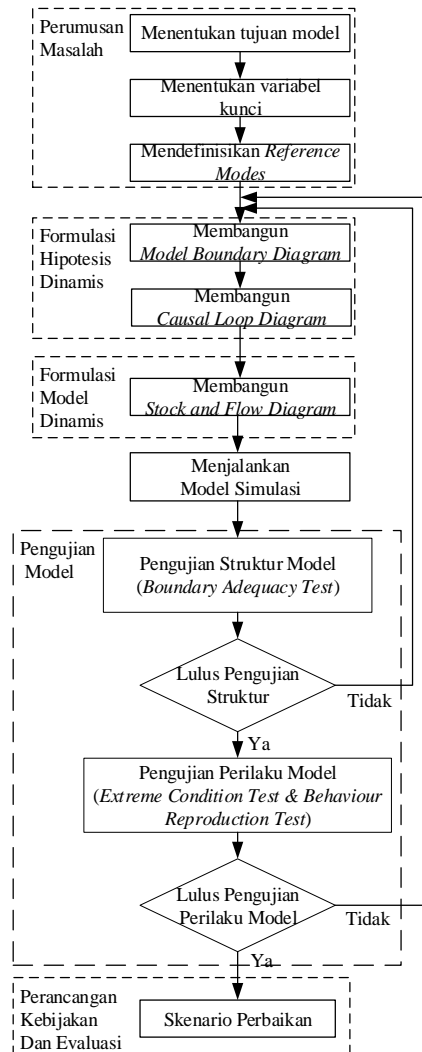 Perumusan
Masalah
Menentukan tujuan model
Menentukan variabel
kunci
Mendefinisikan Reference
Modes
Formulasi
Hipotesis
Dinamis
Membangun
Model Boundary Diagram
Membangun
Causal Loop Diagram
Formulasi
Model
Dinamis
Membangun
Stock and Flow Diagram
Menjalankan
Model Simulasi
Pengujian
Model
Pengujian Struktur Model
(Boundary Adequacy Test)
Lulus Pengujian
Struktur
Tidak
Ya
Pengujian Perilaku Model
(Extreme Condition Test & Behaviour
Reproduction Test)
Lulus Pengujian
Perilaku Model
Tidak
Ya
Perancangan
Kebijakan
Dan Evaluasi
Skenario Perbaikan